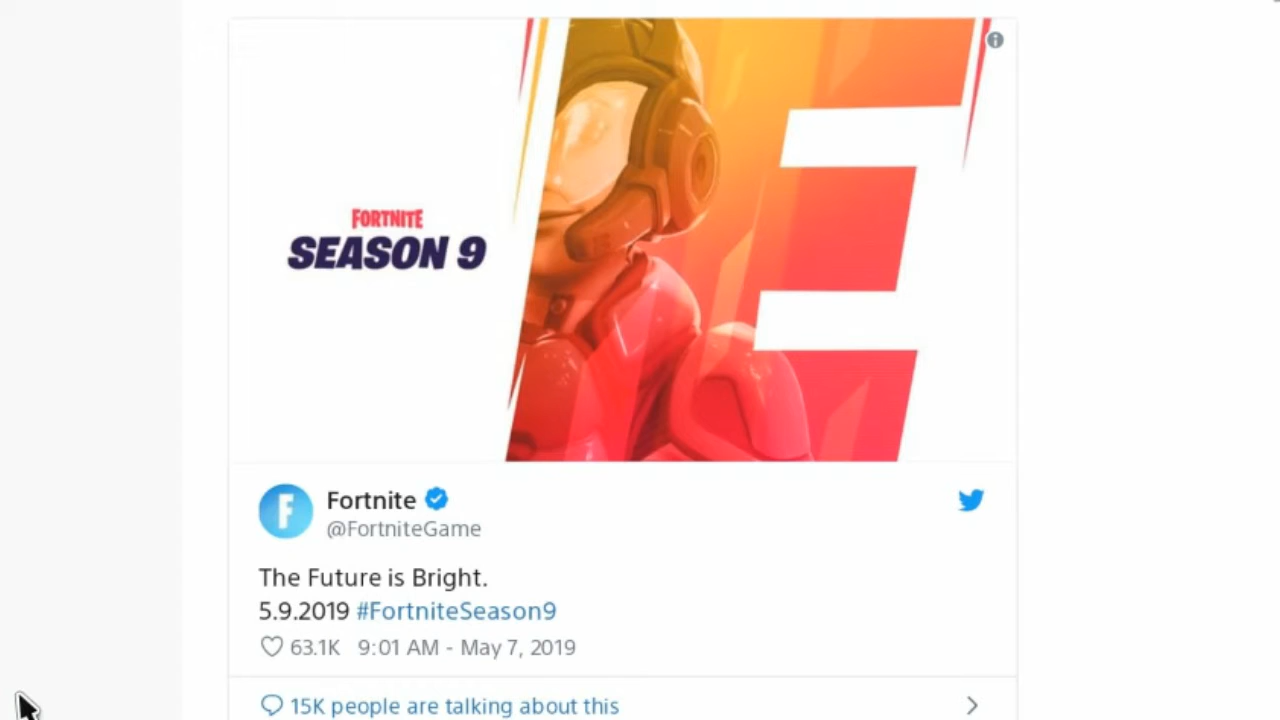 FORTNITE
SEASON 9
E
F
Fortnite
@FortniteGame
The Future is Bright.
5.9.2019 #FortniteSeason9
63.1K 9:01 AM - May 7, 2019
15K people are talking about this